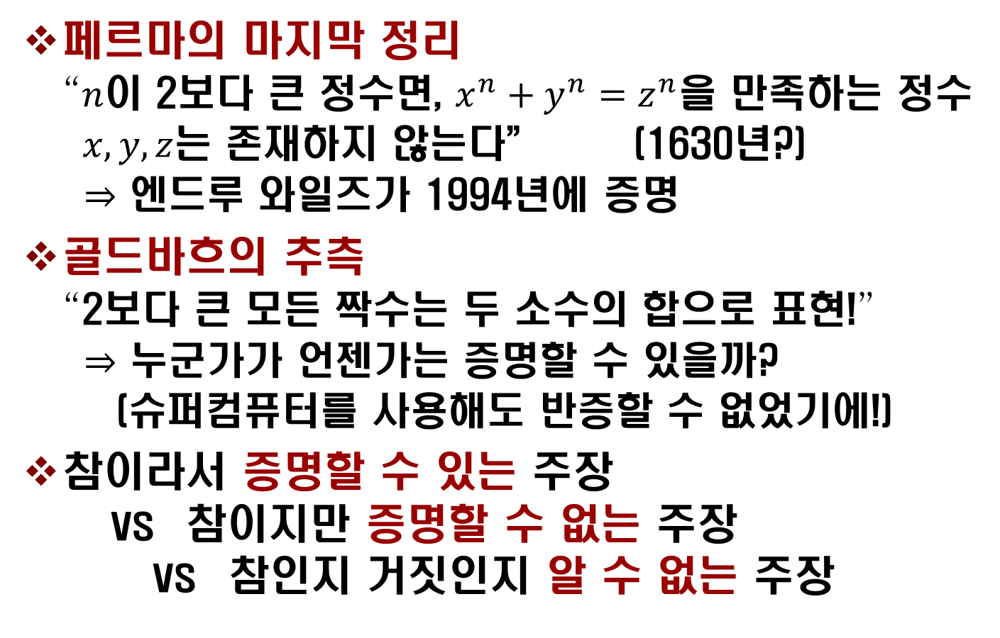 ❖페르마의 마지막 정리
“n이 2보다 큰 정수면, xⁿ + yⁿ = zⁿ을 만족하는 정수
x, y, z는 존재하지 않는다” (1630년?)
⇒ 엔드루 와일즈가 1994년에 증명
❖골드바흐의 추측
“2보다 큰 모든 짝수는 두 소수의 합으로 표현!”
⇒ 누군가가 언젠가는 증명할 수 있을까?
(슈퍼컴퓨터를 사용해도 반증할 수 없었기에!)
❖참이라서 증명할 수 있는 주장
vs 참이지만 증명할 수 없는 주장
vs 참인지 거짓인지 알 수 없는 주장